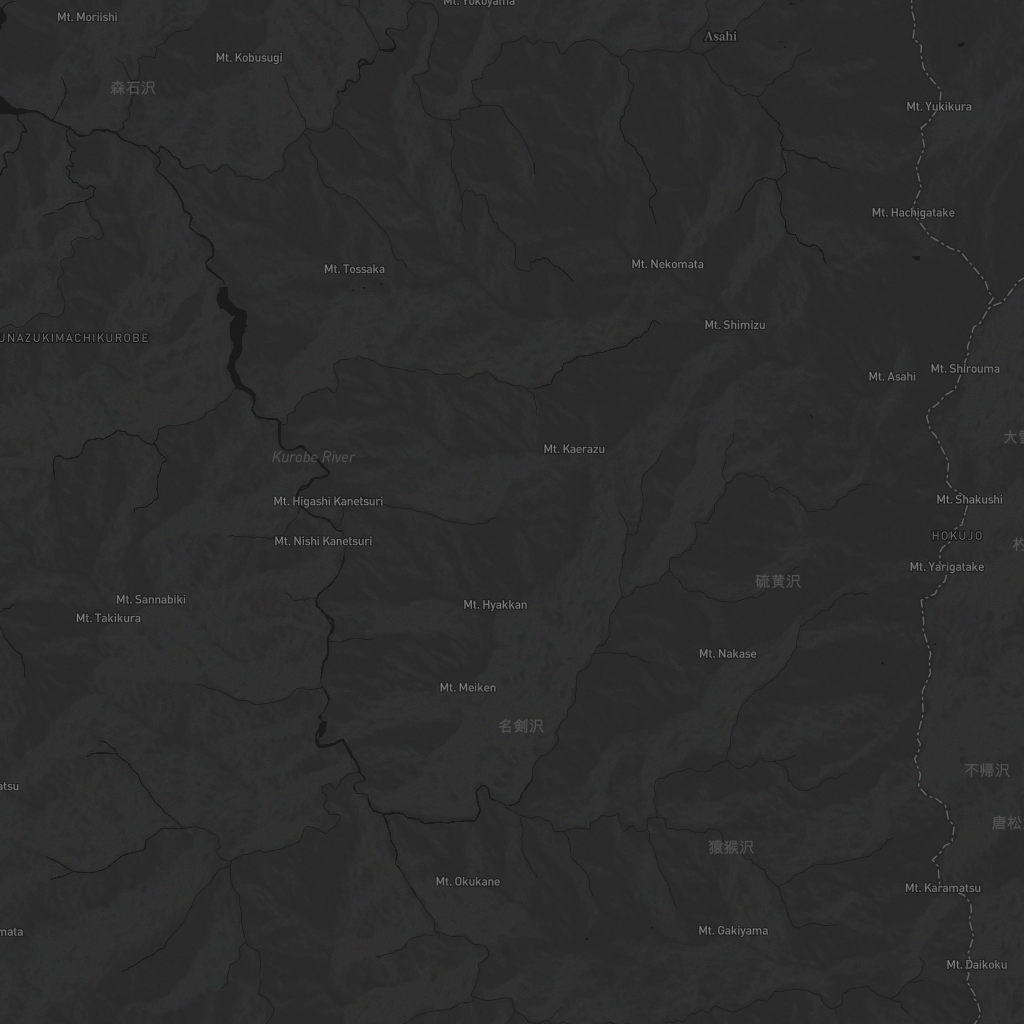 Mt. Yokoyama
Mt. Moriishi
Asahi
Mt. Kobusugi
森石沢
Mt. Yukikura
Mt. Hachigatake
Mt. Tossaka
Mt. Nekomata
Mt. Shimizu
UNAZUKIMACHIKUROBE
Mt. Shirouma
Mt. Asahi
Mt. Kaerazu
Kurobe River
Mt. Higashi Kanetsuri
Mt. Shakushi
HOKUJO
Mt. Nishi Kanetsuri
Mt. Yarigatake
硫黄沢
Mt. Sannabiki
Mt. Hyakkan
Mt. Takikura
Mt. Nakase
Mt. Meiken
名剣沢
不帰沢
atsu
唐松
猿猴沢
Mt. Okukane
Mt. Karamatsu
Mt. Gakiyama
mata
Mt. Daikoku